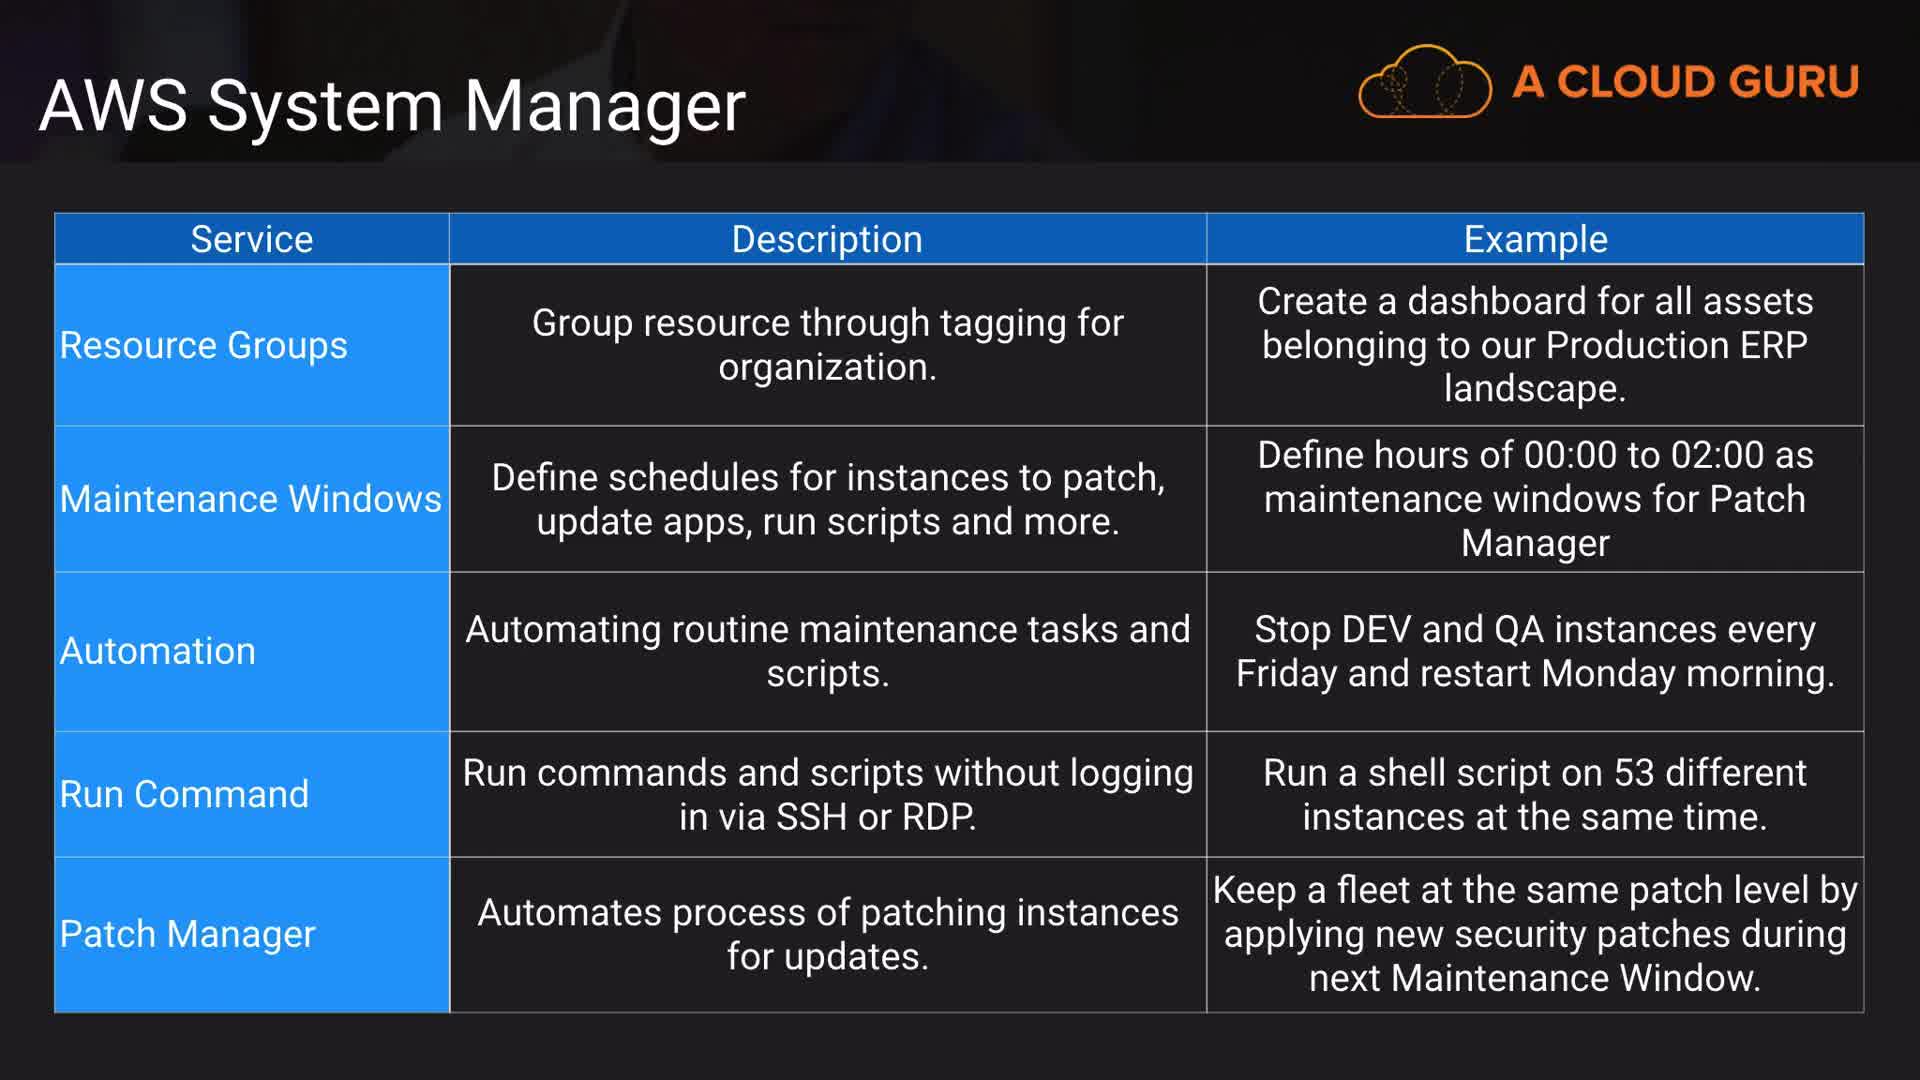 AWS System Manager
A CLOUD GURU
Service
Description
Example
Resource Groups
Group resource through tagging for
organization.
Create a dashboard for all assets
belonging to our Production ERP
landscape.
Maintenance Windows
Define schedules for instances to patch,
update apps, run scripts and more.
Define hours of 00:00 to 02:00 as
maintenance windows for Patch
Manager
Automation
Automating routine maintenance tasks and
scripts.
Stop DEV and QA instances every
Friday and restart Monday morning.
Run Command
Run commands and scripts without logging
in via SSH or RDP.
Run a shell script on 53 different
instances at the same time.
Patch Manager
Automates process of patching instances
for updates.
Keep a fleet at the same patch level by
applying new security patches during
next Maintenance Window.